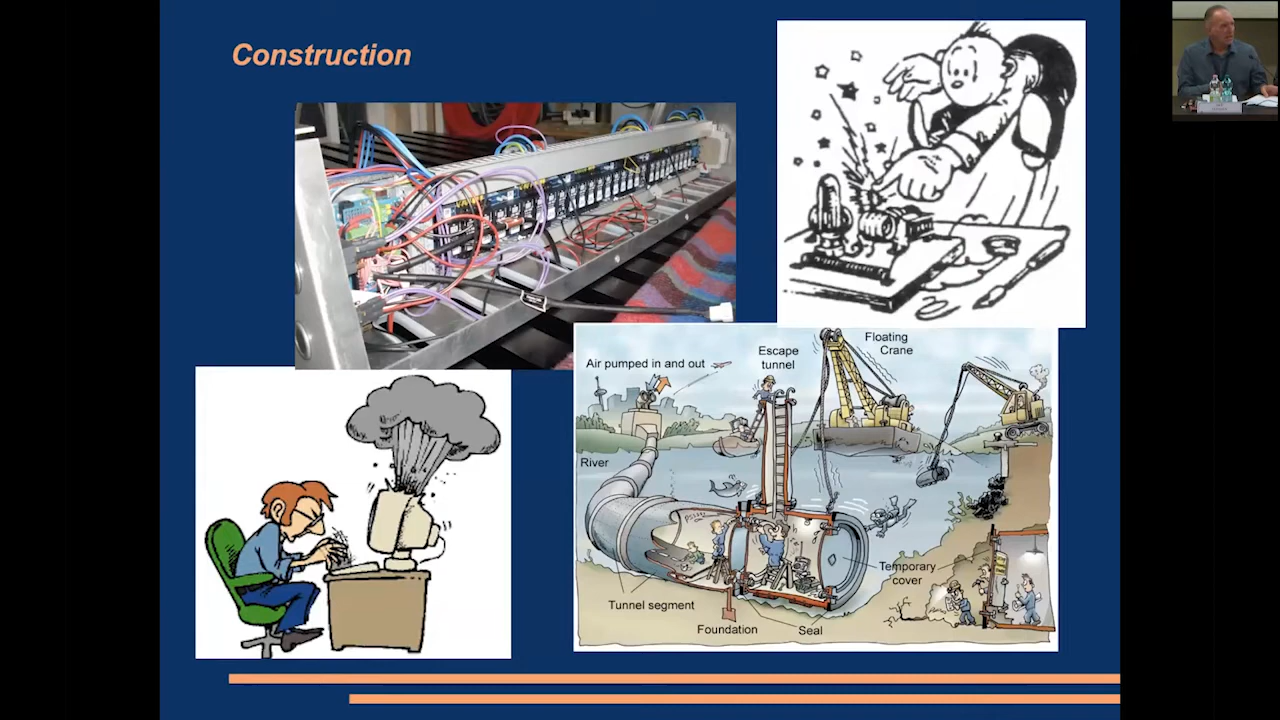 Construction
Air pumped in and out
Escape
tunnel
Floating
Crane
River
Temporary
cover
Tunnel segment
Foundation
Seal